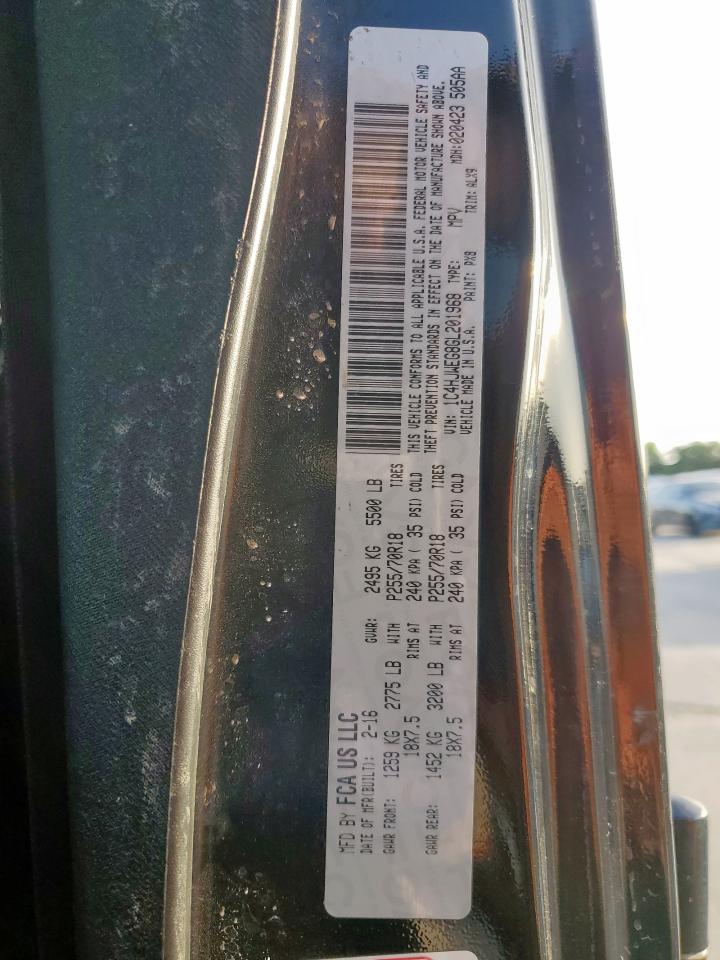 MFD BY FCA US LLC
DATE OF MFR(BUILT): 2-16 GVWR: 2495 KG 5500 LB
GAWR FRONT: 1259 KG 2775 LB WITH P255/70R18 TIRES
18X7.5 RIMS AT 240 KPA ( 35 PSI) COLD
GAWR REAR: 1452 KG 3200 LB WITH P255/70R18 TIRES
18X7.5 RIMS AT 240 KPA ( 35 PSI) COLD
THIS VEHICLE CONFORMS TO ALL APPLICABLE U.S.A. FEDERAL MOTOR VEHICLE SAFETY AND
THEFT PREVENTION STANDARDS IN EFFECT ON THE DATE OF MANUFACTURE SHOWN ABOVE.
VIN: 1C4HJWEG8GL201968 TYPE: MPV MDH:020423 505AA
VEHICLE MADE IN U.S.A. PAINT: PX8 TRIM: ALX9